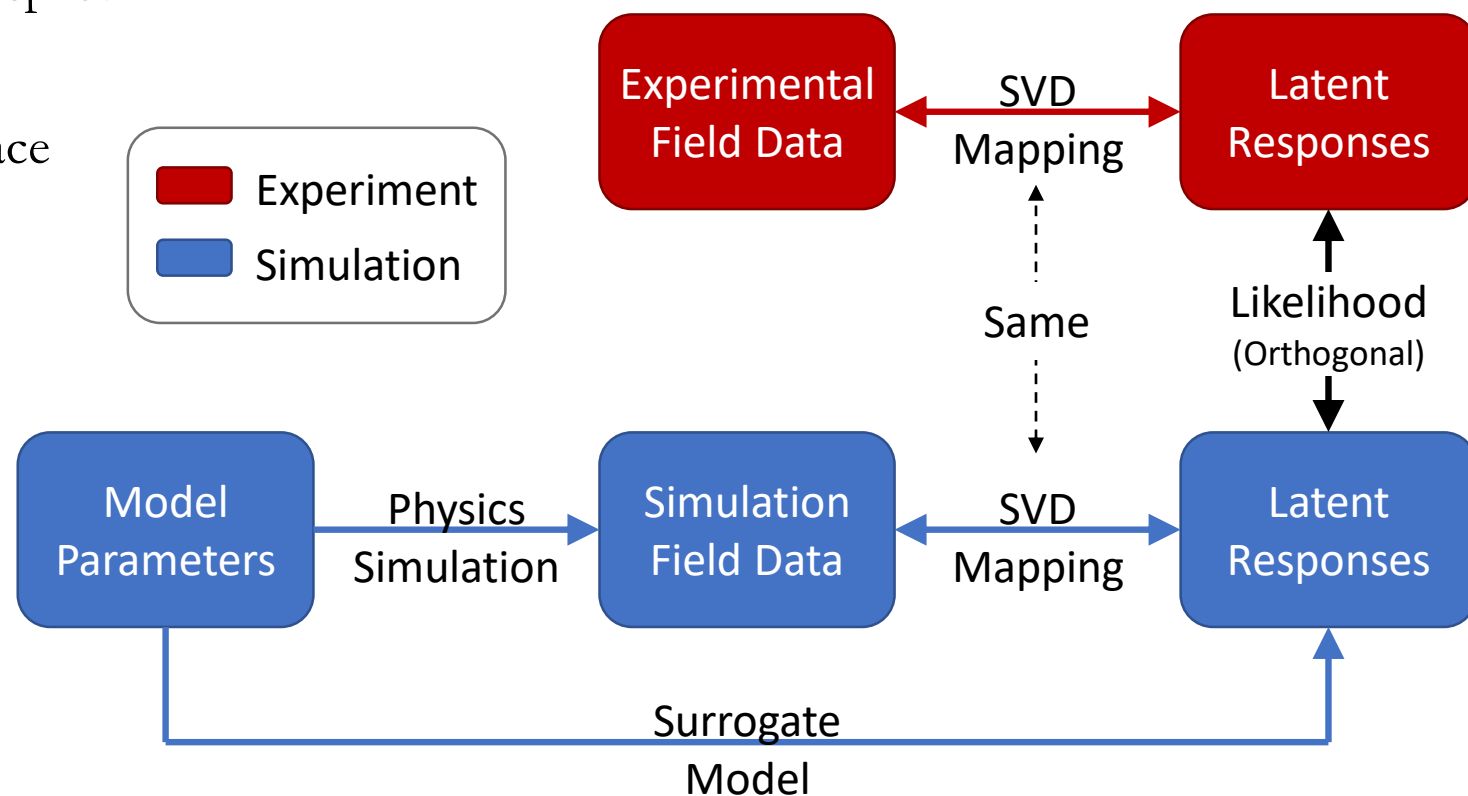 ace
Experiment
Simulation
Experimental
Field Data
SVD
Mapping
Latent
Responses
Same
Likelihood
(Orthogonal)
Model
Parameters
Physics
Simulation
Simulation
Field Data
SVD
Mapping
Latent
Responses
Surrogate
Model